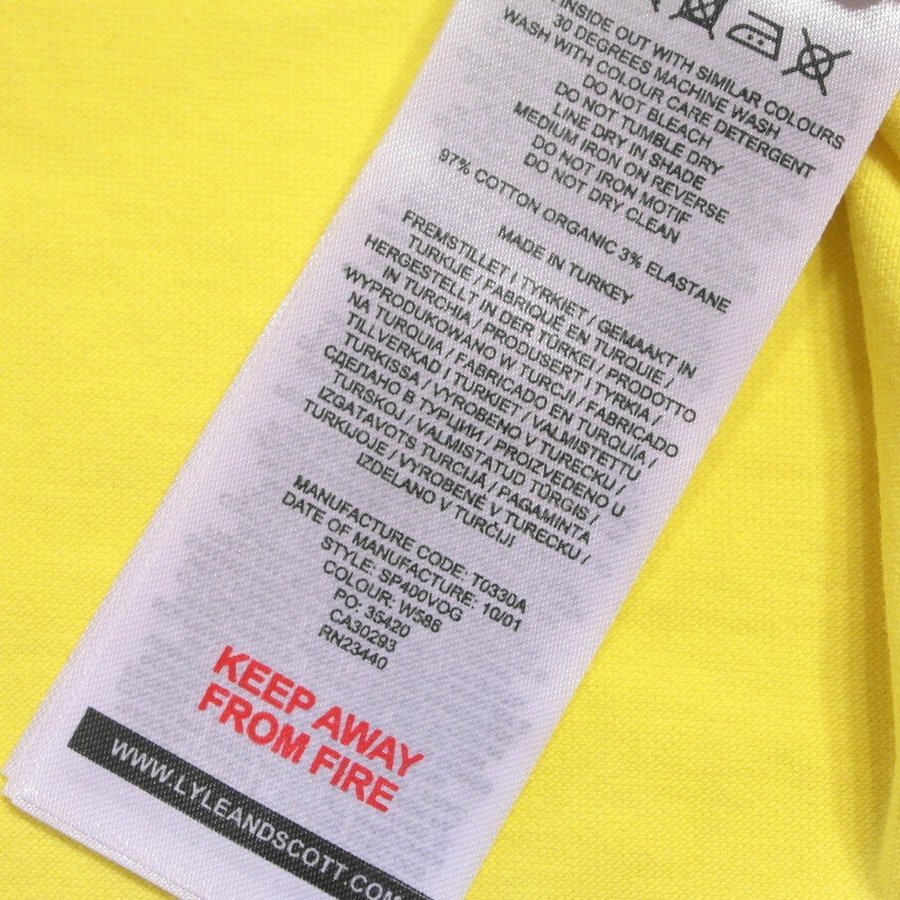 INSIDE OUT WITH SIMILAR COLOURS
30 DEGREES MACHINE WASH
WASH WITH COLOUR CARE DETERGENT
DO NOT BLEACH
DO NOT TUMBLE DRY
LINE DRY IN SHADE
MEDIUM IRON ON REVERSE
DO NOT IRON MOTIF
DO NOT DRY CLEAN
97% COTTON ORGANIC 3% ELASTANE
MADE IN TURKEY
FREMSTILLET I TYRKIET / GEMAAKT IN
TURKIJE / FABRIQUÉ EN TURQUIE /
HERGESTELLT IN DER TÜRKEI / PRODOTTO
IN TURCHIA / PRODUSERT I TYRKIA /
WYPRODUKOWANO W TURCJI / FABRICADO
NA TURQUIA / FABRICADO EN TURQUÍA /
TILLVERKAD I TURKIET / VALMISTETTU
TURKISSA / VYROBENO V TURECKU /
СДЕЛАНО В ТУРЦИИ / PROIZVEDENO U
TURSKOJ / VALMISTATUD TÜRGIS /
IZGATAVOTS TURCIJĀ / PAGAMINTA
TURKIJOJE / VYROBENÉ V TURECKU /
IZDELANO V TURČIJI
MANUFACTURE CODE: T033DA
DATE OF MANUFACTURE: 10/01
STYLE: SP400VOG
COLOUR: W586
PO: 35420
CA30293
RN23440
KEEP AWAY
FROM FIRE
WWW.LYLEANDSCOTT.COM